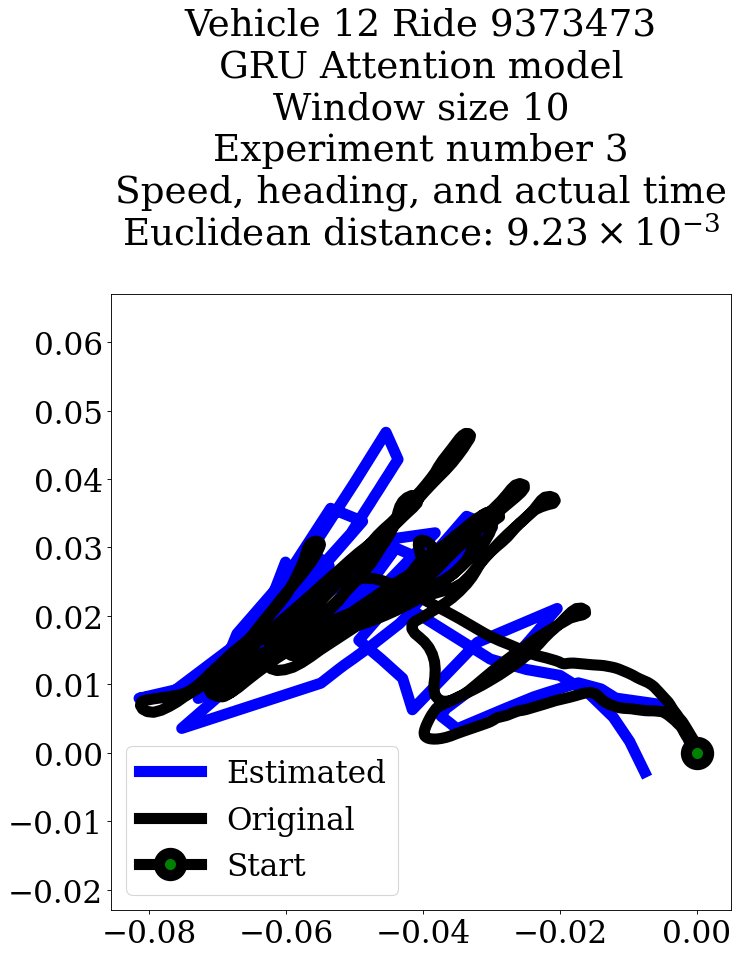 Vehicle 12 Ride 9373473
GRU Attention model
Window size 10
Experiment number 3
Speed, heading, and actual time
Euclidean distance: 9.23 × 10⁻³
0.06
0.05
0.04
0.03
0.02
0.01
0.00
−0.01
−0.02
Estimated
Original
Start
−0.08 −0.06 −0.04 −0.02 0.00